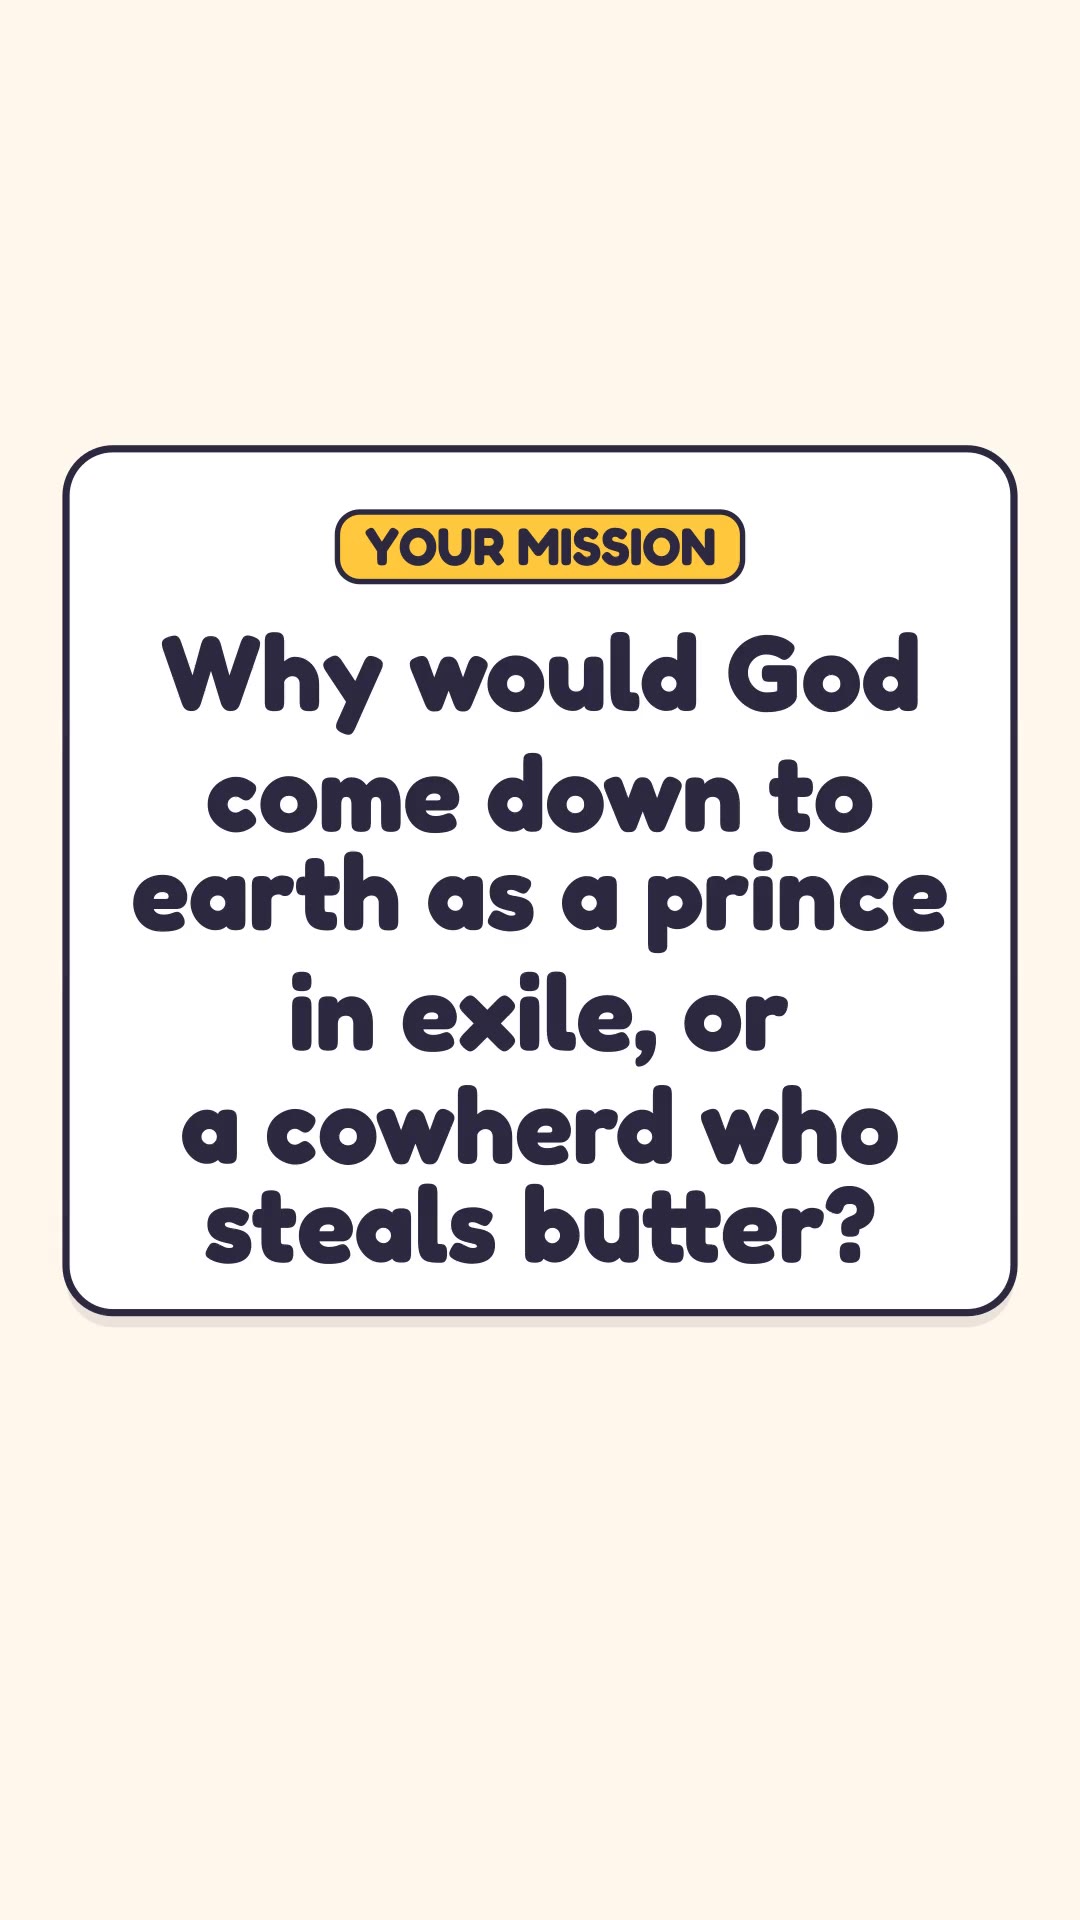 YOUR MISSION
Why would God
come down to
earth as a prince
in exile, or
a cowherd who
steals butter?